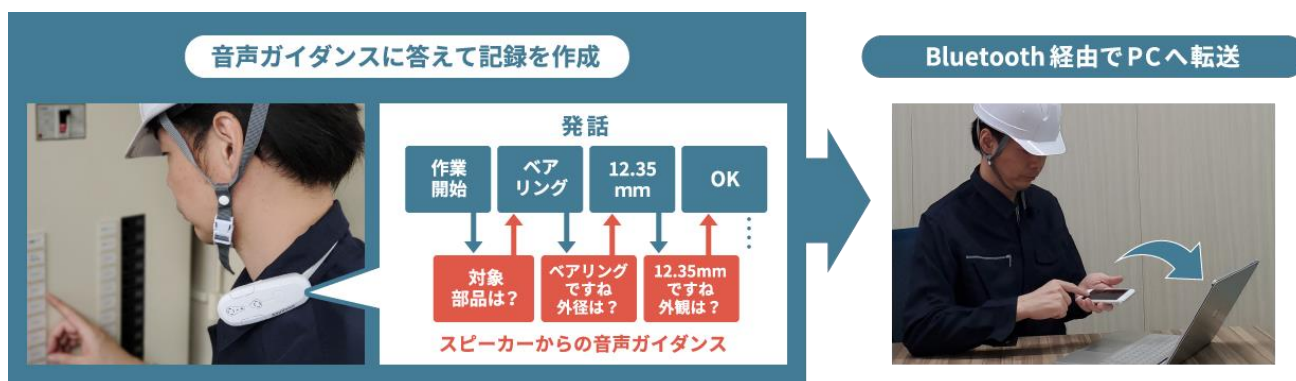 音声ガイダンスに答えて記録を作成
Bluetooth経由でPCへ転送
発話
作業
開始
ベア
リング
12.35
mm
OK
対象
部品は？
ベアリング
ですね
外径は？
12.35mm
ですね
外観は？
スピーカーからの音声ガイダンス